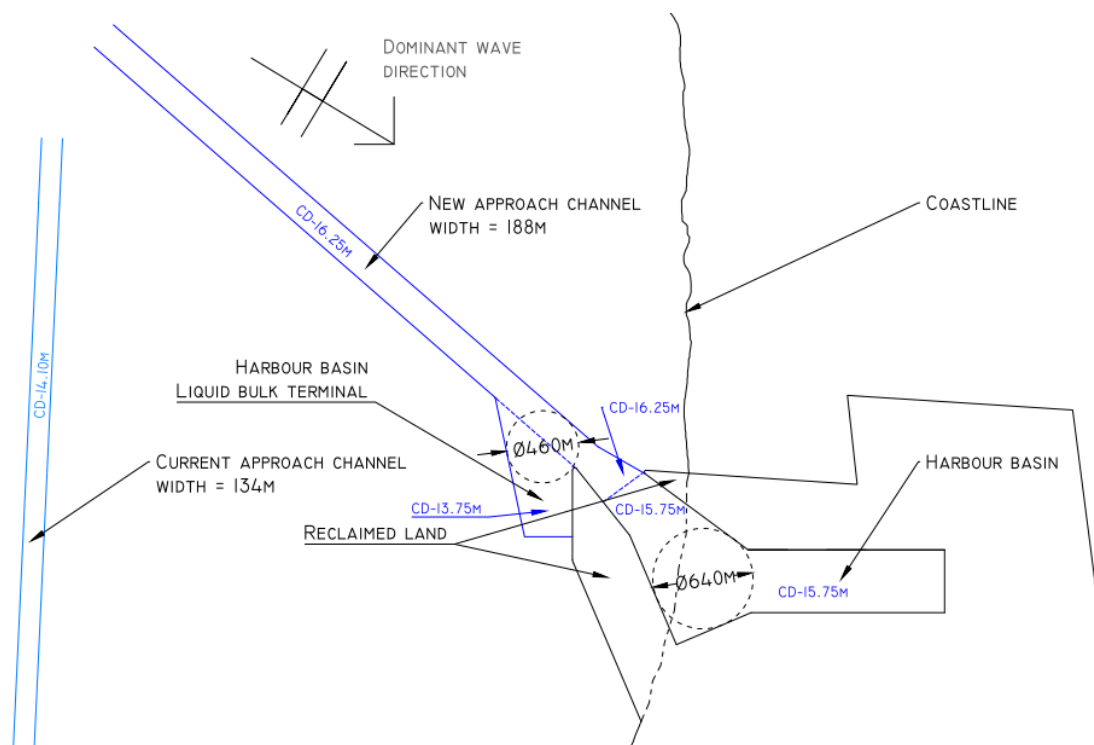 DOMINANT WAVE
DIRECTION
NEW APPROACH CHANNEL
WIDTH = 188M
COASTLINE
CD-16.25M
CD-14.10M
HARBOUR BASIN
LIQUID BULK TERMINAL
CD-16.25M
Ø460M
CURRENT APPROACH CHANNEL
WIDTH = 134M
HARBOUR BASIN
CD-13.75M
CD-15.75M
RECLAIMED LAND
Ø640M
CD-15.75M